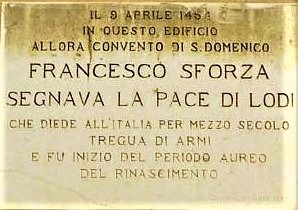 IL 9 APRILE 1454
IN QUESTO EDIFICIO
ALLORA CONVENTO DI S. DOMENICO
FRANCESCO SFORZA
SEGNAVA LA PACE DI LODI
CHE DIEDE ALL'ITALIA PER MEZZO SECOLO
TREGUA DI ARMI
E FU INIZIO DEL PERIODO AUREO
DEL RINASCIMENTO